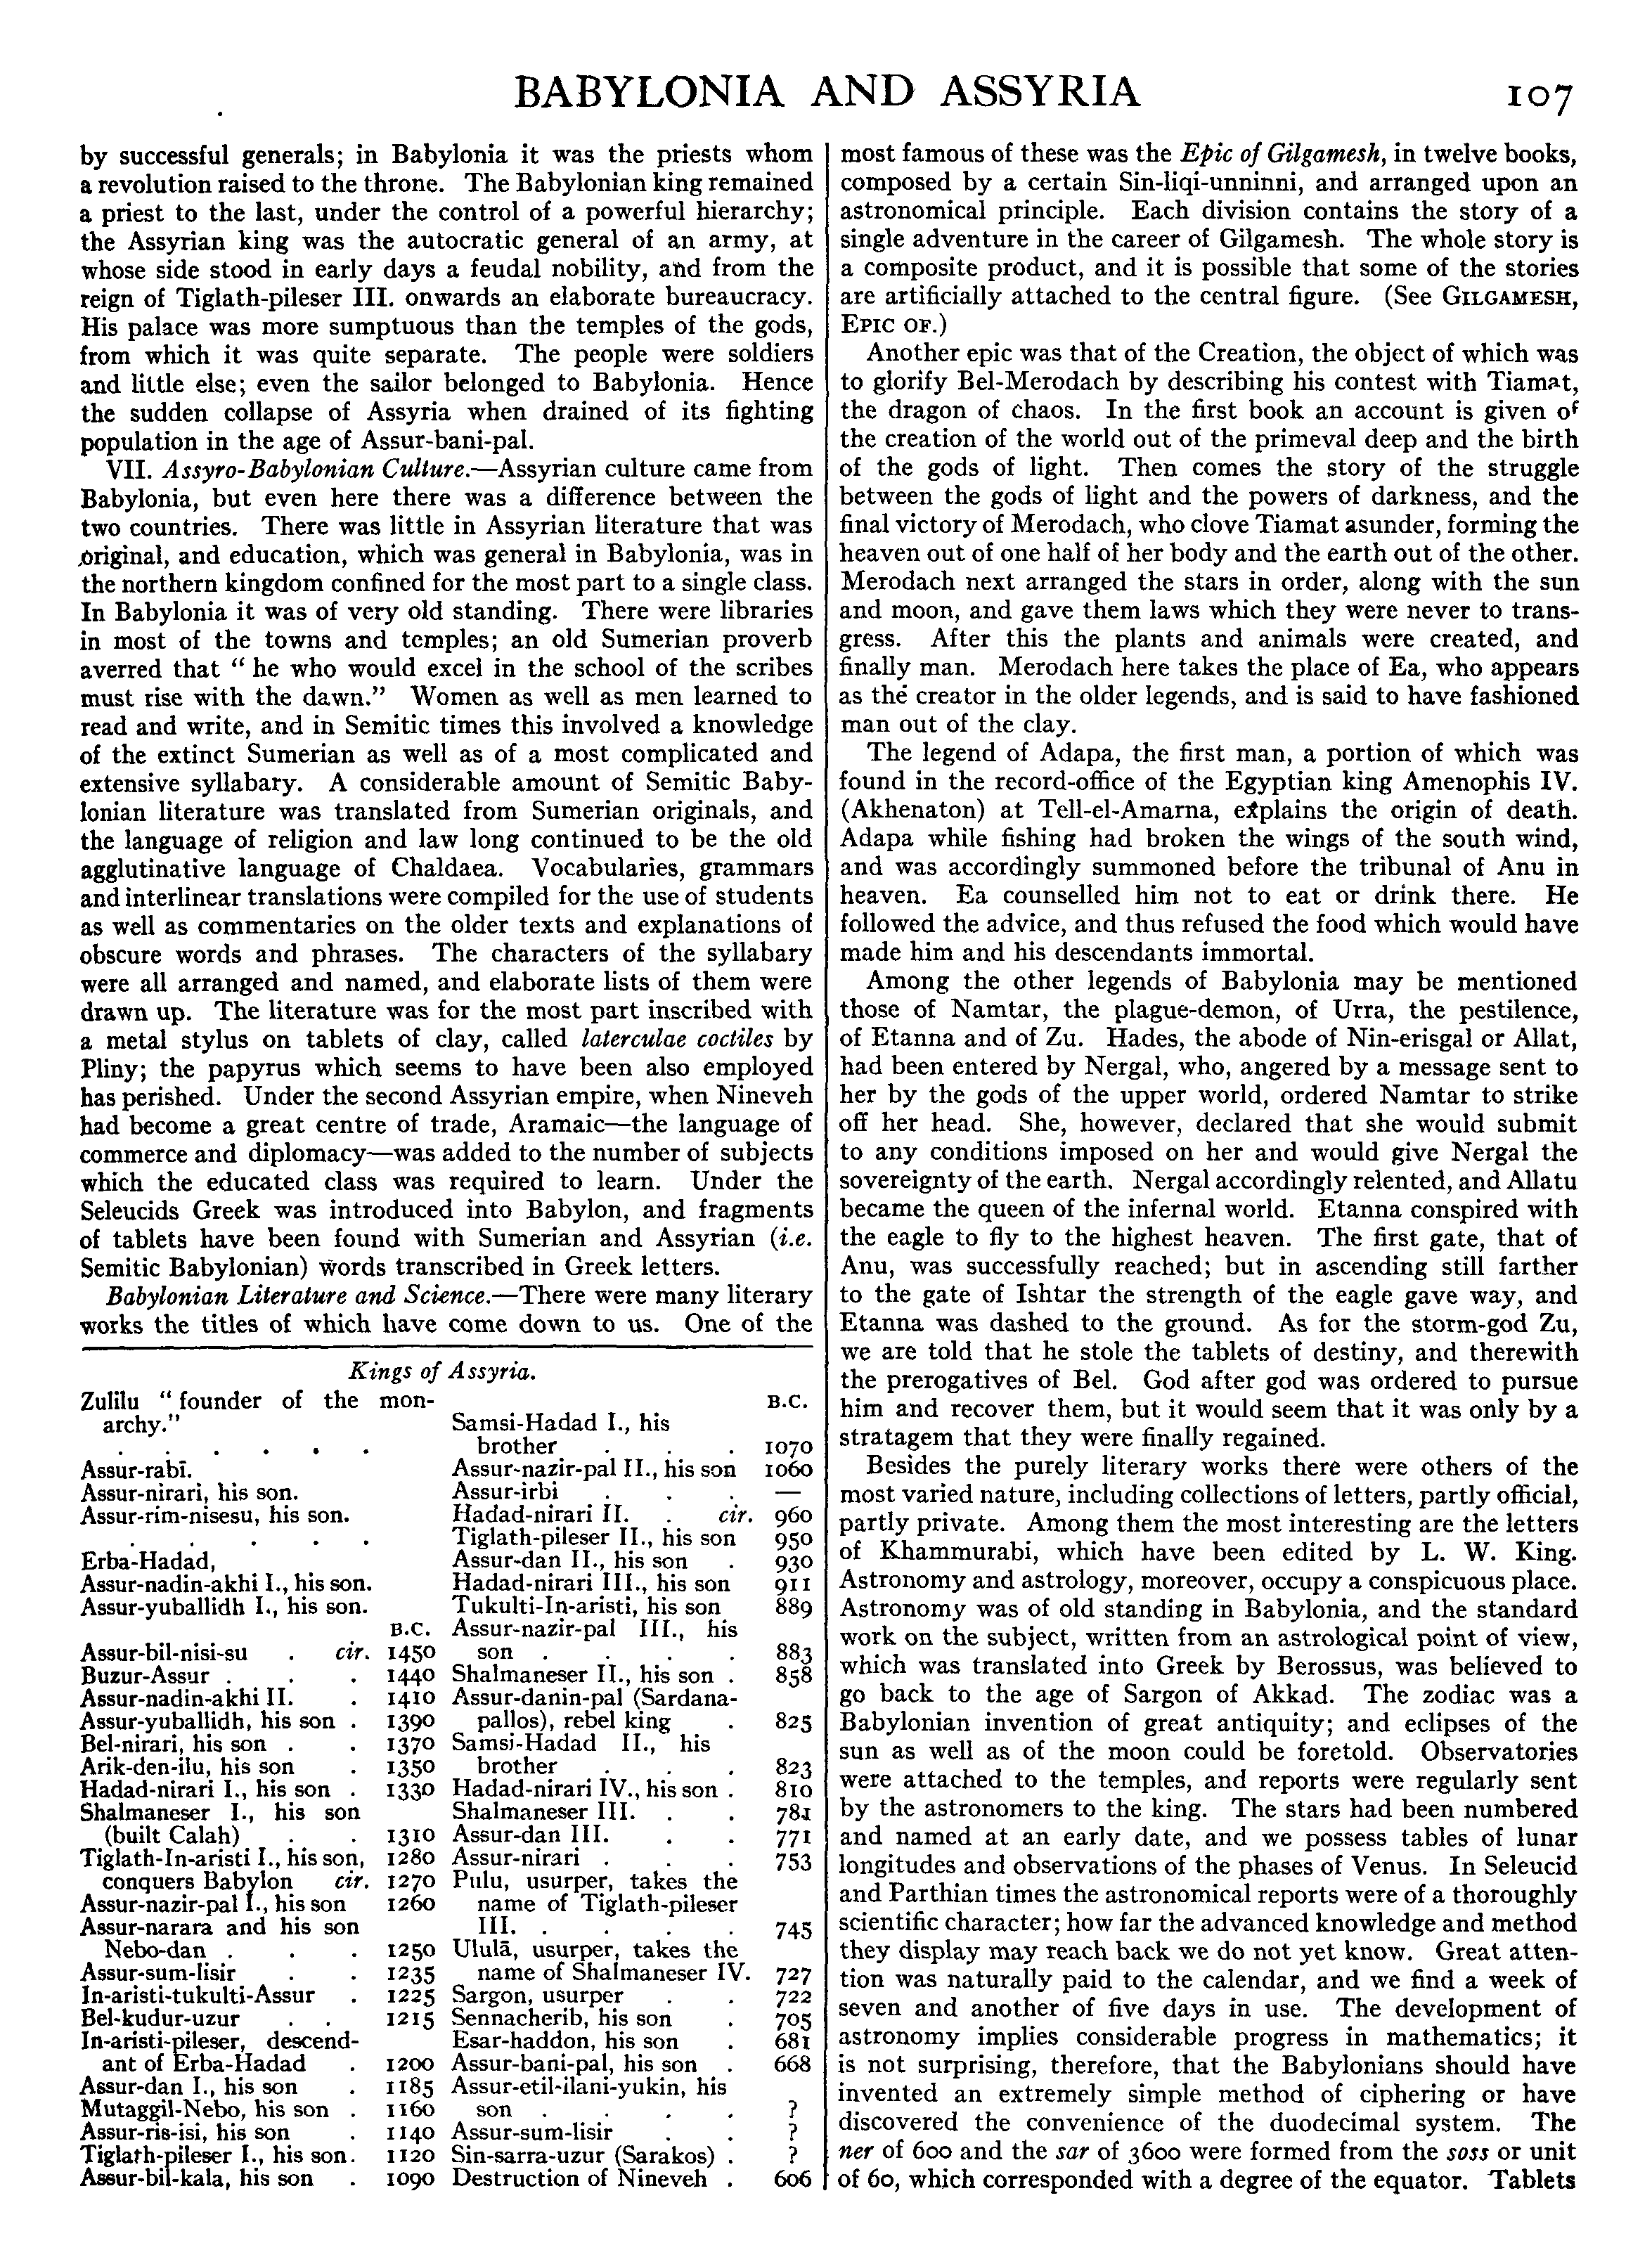 BABYLONIA AND ASSYRIA
107
by successful generals; in Babylonia it was the priests whom
a revolution raised to the throne. The Babylonian king remained
a priest to the last, under the control of a powerful hierarchy;
the Assyrian king was the autocratic general of an army, at
whose side stood in early days a feudal nobility, and from the
reign of Tiglath-pileser III. onwards an elaborate bureaucracy.
His palace was more sumptuous than the temples of the gods,
from which it was quite separate. The people were soldiers
and little else; even the sailor belonged to Babylonia. Hence
the sudden collapse of Assyria when drained of its fighting
population in the age of Assur-bani-pal.
VII. Assyro-Babylonian Culture.—Assyrian culture came from
Babylonia, but even here there was a difference between the
two countries. There was little in Assyrian literature that was
original, and education, which was general in Babylonia, was in
the northern kingdom confined for the most part to a single class.
In Babylonia it was of very old standing. There were libraries
in most of the towns and temples; an old Sumerian proverb
averred that “ he who would excel in the school of the scribes
must rise with the dawn.” Women as well as men learned to
read and write, and in Semitic times this involved a knowledge
of the extinct Sumerian as well as of a most complicated and
extensive syllabary. A considerable amount of Semitic Baby-
lonian literature was translated from Sumerian originals, and
the language of religion and law long continued to be the old
agglutinative language of Chaldaea. Vocabularies, grammars
and interlinear translations were compiled for the use of students
as well as commentaries on the older texts and explanations of
obscure words and phrases. The characters of the syllabary
were all arranged and named, and elaborate lists of them were
drawn up. The literature was for the most part inscribed with
a metal stylus on tablets of clay, called laterculae coctiles by
Pliny; the papyrus which seems to have been also employed
has perished. Under the second Assyrian empire, when Nineveh
had become a great centre of trade, Aramaic—the language of
commerce and diplomacy—was added to the number of subjects
which the educated class was required to learn. Under the
Seleucids Greek was introduced into Babylon, and fragments
of tablets have been found with Sumerian and Assyrian (i.e.
Semitic Babylonian) words transcribed in Greek letters.
Babylonian Literature and Science.—There were many literary
works the titles of which have come down to us. One of the
Kings of Assyria.
Zulilu “ founder of the mon-
archy.”
. . . . . .
Assur-rabī.
Assur-nirari, his son.
Assur-rim-nisesu, his son.
. . . . .
Erba-Hadad,
Assur-nadin-akhi I., his son.
Assur-yuballidh I., his son.
B.C.
Assur-bil-nisi-su . cir. 1450
Buzur-Assur . . . 1440
Assur-nadin-akhi II. . 1410
Assur-yuballidh, his son . 1390
Bel-nirari, his son . . 1370
Arik-den-ilu, his son . 1350
Hadad-nirari I., his son . 1330
Shalmaneser I., his son
(built Calah) . . 1310
Tiglath-In-aristi I., his son, 1280
conquers Babylon cir. 1270
Assur-nazir-pal I., his son 1260
Assur-narara and his son
Nebo-dan . . . 1250
Assur-sum-lisir . . 1235
In-aristi-tukulti-Assur . 1225
Bel-kudur-uzur . . 1215
In-aristi-pileser, descend-
ant of Erba-Hadad . 1200
Assur-dan I., his son . 1185
Mutaggil-Nebo, his son . 1160
Assur-ris-isi, his son . 1140
Tiglath-pileser I., his son. 1120
Assur-bil-kala, his son . 1090
B.C.
Samsi-Hadad I., his
brother . . . 1070
Assur-nazir-pal II., his son 1060
Assur-irbi . . . —
Hadad-nirari II. . cir. 960
Tiglath-pileser II., his son 950
Assur-dan II., his son . 930
Hadad-nirari III., his son 911
Tukulti-In-aristi, his son 889
Assur-nazir-pal III., his
son . . . . 883
Shalmaneser II., his son . 858
Assur-danin-pal (Sardana-
pallos), rebel king . 825
Samsi-Hadad II., his
brother . . . 823
Hadad-nirari IV., his son . 810
Shalmaneser III. . . 781
Assur-dan III. . . 771
Assur-nirari . . . 753
Pulu, usurper, takes the
name of Tiglath-pileser
III. . . . . 745
Ululā, usurper, takes the
name of Shalmaneser IV. 727
Sargon, usurper . . 722
Sennacherib, his son . 705
Esar-haddon, his son . 681
Assur-bani-pal, his son . 668
Assur-etil-ilani-yukin, his
son . . . . ?
Assur-sum-lisir . . ?
Sin-sarra-uzur (Sarakos) . ?
Destruction of Nineveh . 606
most famous of these was the Epic of Gilgamesh, in twelve books,
composed by a certain Sin-liqi-unninni, and arranged upon an
astronomical principle. Each division contains the story of a
single adventure in the career of Gilgamesh. The whole story is
a composite product, and it is possible that some of the stories
are artificially attached to the central figure. (See GILGAMESH,
EPIC OF.)
Another epic was that of the Creation, the object of which was
to glorify Bel-Merodach by describing his contest with Tiamat,
the dragon of chaos. In the first book an account is given of
the creation of the world out of the primeval deep and the birth
of the gods of light. Then comes the story of the struggle
between the gods of light and the powers of darkness, and the
final victory of Merodach, who clove Tiamat asunder, forming the
heaven out of one half of her body and the earth out of the other.
Merodach next arranged the stars in order, along with the sun
and moon, and gave them laws which they were never to trans-
gress. After this the plants and animals were created, and
finally man. Merodach here takes the place of Ea, who appears
as the creator in the older legends, and is said to have fashioned
man out of the clay.
The legend of Adapa, the first man, a portion of which was
found in the record-office of the Egyptian king Amenophis IV.
(Akhenaton) at Tell-el-Amarna, explains the origin of death.
Adapa while fishing had broken the wings of the south wind,
and was accordingly summoned before the tribunal of Anu in
heaven. Ea counselled him not to eat or drink there. He
followed the advice, and thus refused the food which would have
made him and his descendants immortal.
Among the other legends of Babylonia may be mentioned
those of Namtar, the plague-demon, of Urra, the pestilence,
of Etanna and of Zu. Hades, the abode of Nin-erisgal or Allat,
had been entered by Nergal, who, angered by a message sent to
her by the gods of the upper world, ordered Namtar to strike
off her head. She, however, declared that she would submit
to any conditions imposed on her and would give Nergal the
sovereignty of the earth. Nergal accordingly relented, and Allatu
became the queen of the infernal world. Etanna conspired with
the eagle to fly to the highest heaven. The first gate, that of
Anu, was successfully reached; but in ascending still farther
to the gate of Ishtar the strength of the eagle gave way, and
Etanna was dashed to the ground. As for the storm-god Zu,
we are told that he stole the tablets of destiny, and therewith
the prerogatives of Bel. God after god was ordered to pursue
him and recover them, but it would seem that it was only by a
stratagem that they were finally regained.
Besides the purely literary works there were others of the
most varied nature, including collections of letters, partly official,
partly private. Among them the most interesting are the letters
of Khammurabi, which have been edited by L. W. King.
Astronomy and astrology, moreover, occupy a conspicuous place.
Astronomy was of old standing in Babylonia, and the standard
work on the subject, written from an astrological point of view,
which was translated into Greek by Berossus, was believed to
go back to the age of Sargon of Akkad. The zodiac was a
Babylonian invention of great antiquity; and eclipses of the
sun as well as of the moon could be foretold. Observatories
were attached to the temples, and reports were regularly sent
by the astronomers to the king. The stars had been numbered
and named at an early date, and we possess tables of lunar
longitudes and observations of the phases of Venus. In Seleucid
and Parthian times the astronomical reports were of a thoroughly
scientific character; how far the advanced knowledge and method
they display may reach back we do not yet know. Great atten-
tion was naturally paid to the calendar, and we find a week of
seven and another of five days in use. The development of
astronomy implies considerable progress in mathematics; it
is not surprising, therefore, that the Babylonians should have
invented an extremely simple method of ciphering or have
discovered the convenience of the duodecimal system. The
ner of 600 and the sar of 3600 were formed from the soss or unit
of 60, which corresponded with a degree of the equator. Tablets